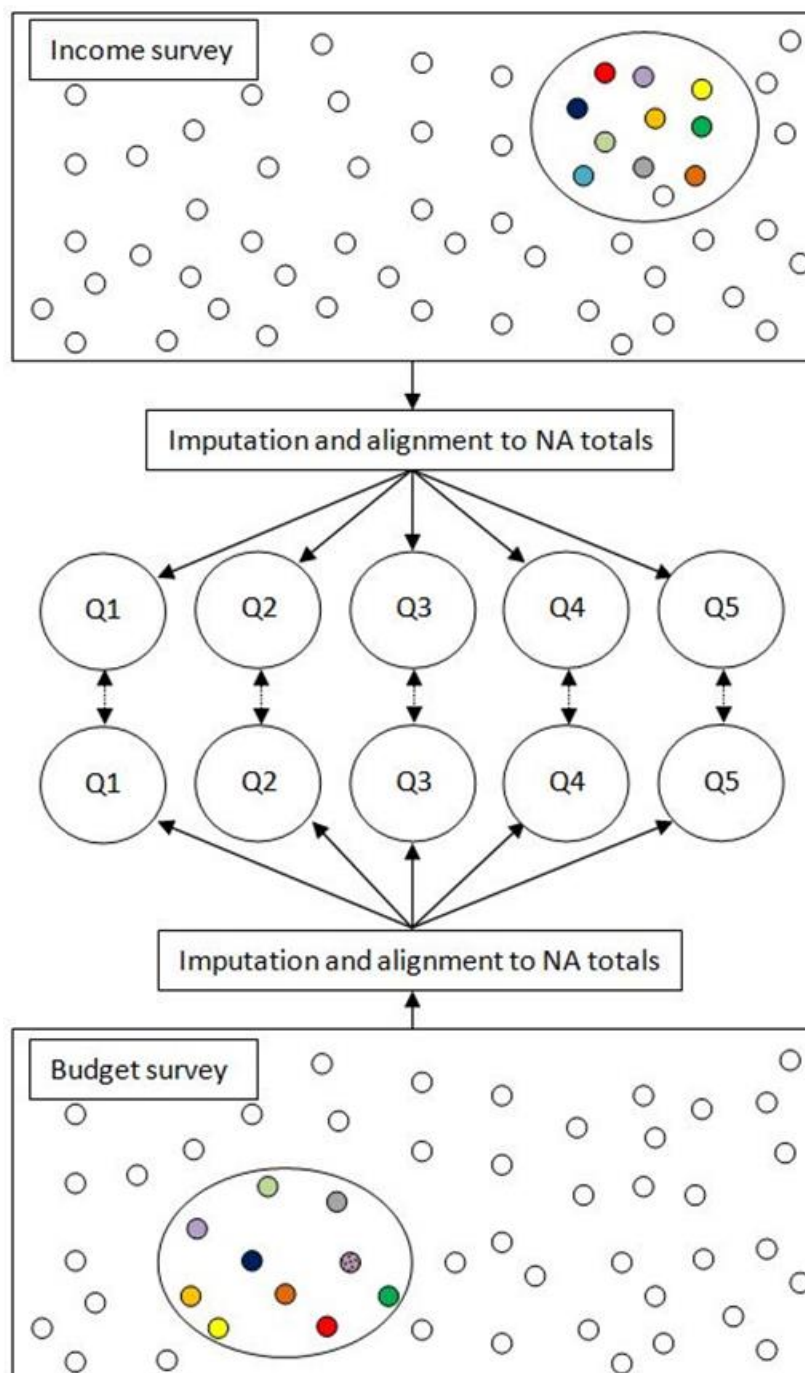 Income survey
Imputation and alignment to NA totals
Q1 Q2 Q3 Q4 Q5
Q1 Q2 Q3 Q4 Q5
Imputation and alignment to NA totals
Budget survey